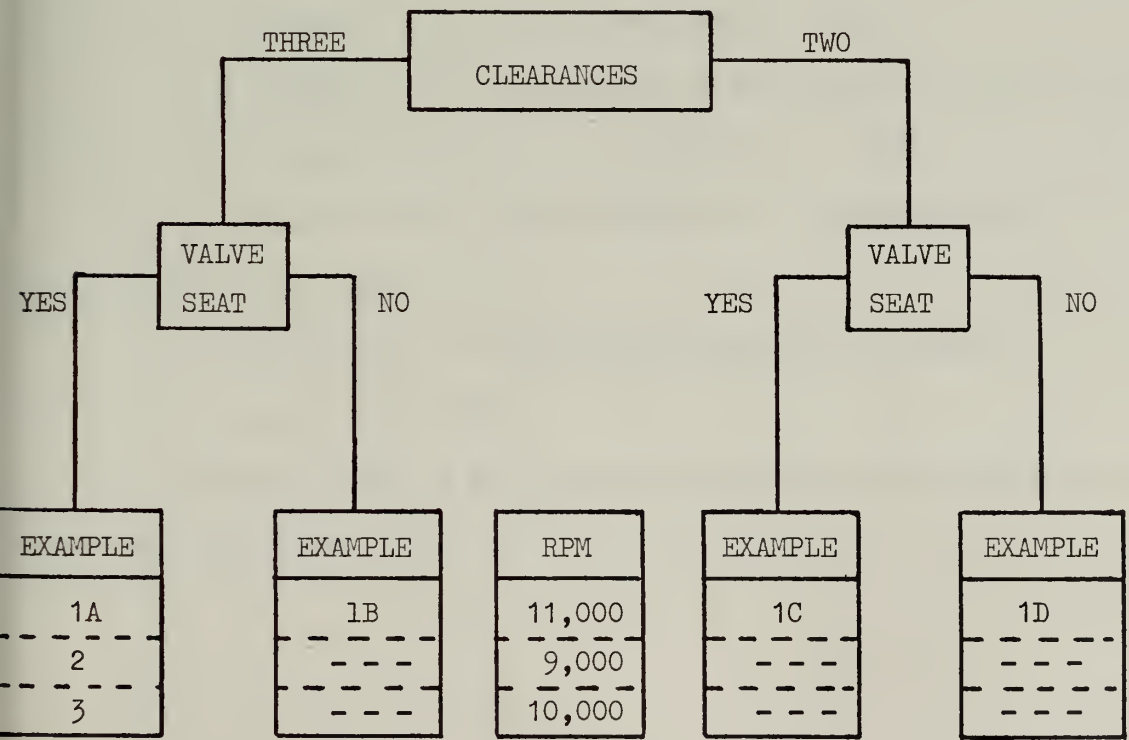 THREE TWO
CLEARANCES
VALVE SEAT VALVE SEAT
YES NO YES NO
EXAMPLE EXAMPLE RPM EXAMPLE EXAMPLE
1A 1B 11,000 1C 1D
2 - - - 9,000 - - - - - -
3 - - - 10,000 - - - - - -